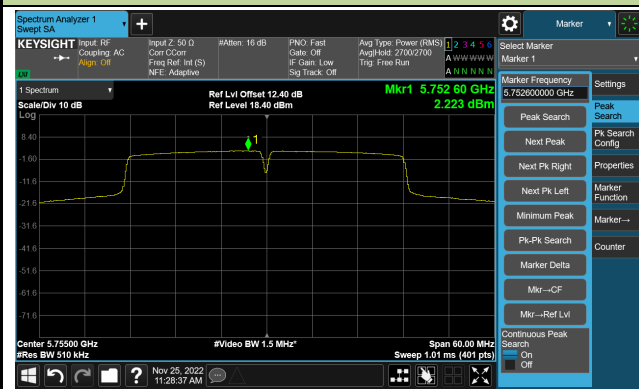 Spectrum Analyzer 1
Swept SA
Marker
KEYSIGHT
Input: RF
Coupling: AC
Align: Off
Input Z: 50 Ω
Corr CCorr
Freq Ref: Int (S)
NFE: Adaptive
#Atten: 16 dB
PNO: Fast
Gate: Off
IF Gain: Low
Sig Track: Off
Avg Type: Power (RMS)
Avg|Hold: 2700/2700
Trig: Free Run
1 2 3 4 5 6
A W W W W W
A N N N N N
LXI
Select Marker
Marker 1
1 Spectrum
Scale/Div 10 dB
Log
Ref Lvl Offset 12.40 dB
Ref Level 18.40 dBm
Mkr1 5.752 60 GHz
2.223 dBm
8.40
-1.60
-11.6
-21.6
-31.6
-41.6
-51.6
-61.6
-71.6
1
Center 5.75500 GHz
#Res BW 510 kHz
#Video BW 1.5 MHz*
Span 60.00 MHz
Sweep 1.01 ms (401 pts)
Marker Frequency
5.752600000 GHz
Peak Search
Next Peak
Next Pk Right
Next Pk Left
Minimum Peak
Pk-Pk Search
Marker Delta
Mkr→CF
Mkr→Ref Lvl
Continuous Peak
Search
On
Off
Settings
Peak
Search
Pk Search
Config
Properties
Marker
Function
Marker→
Counter
?
Nov 25, 2022
11:28:37 AM